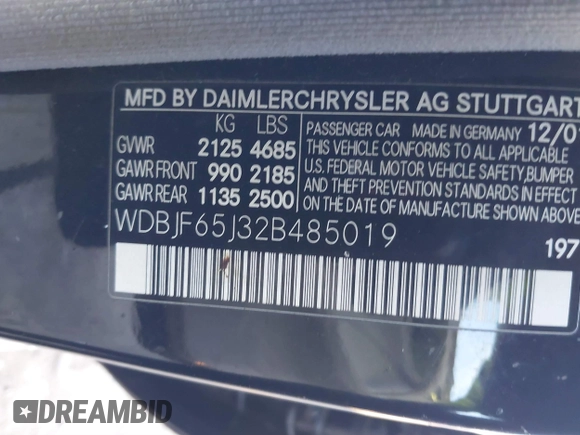 MFD BY DAIMLERCHRYSLER AG STUTTGART
KG LBS
GVWR 2125 4685
GAWR FRONT 990 2185
GAWR REAR 1135 2500
PASSENGER CAR MADE IN GERMANY 12/0
THIS VEHICLE CONFORMS TO ALL APPLICABLE
U.S. FEDERAL MOTOR VEHICLE SAFETY, BUMPER
AND THEFT PREVENTION STANDARDS IN EFFECT
ON THE DATE OF MANUFACTURE SHOWN ABOVE
WDBJF65J32B485019
197
DREAMBID